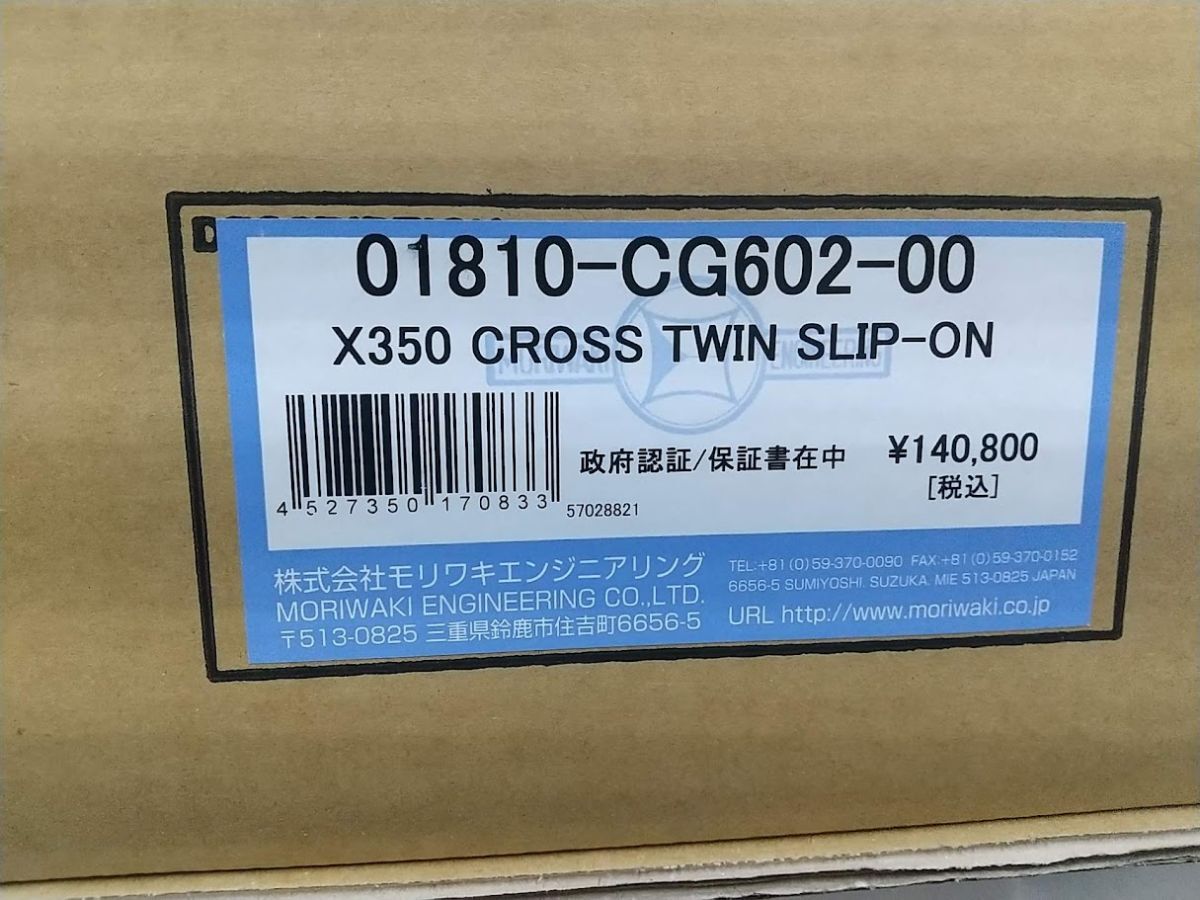 01810-CG602-00
X350 CROSS TWIN SLIP-ON
MORIWAKI ENGINEERING
政府認証/保証書在中
¥140,800
[税込]
4 527350 170833
57028821
株式会社モリワキエンジニアリング
MORIWAKI ENGINEERING CO.,LTD.
〒513-0825 三重県鈴鹿市住吉町6656-5
TEL:+81(0)59-370-0090 FAX:+81(0)59-370-0152
6656-5 SUMIYOSHI. SUZUKA. MIE 513-0825 JAPAN
URL http://www.moriwaki.co.jp